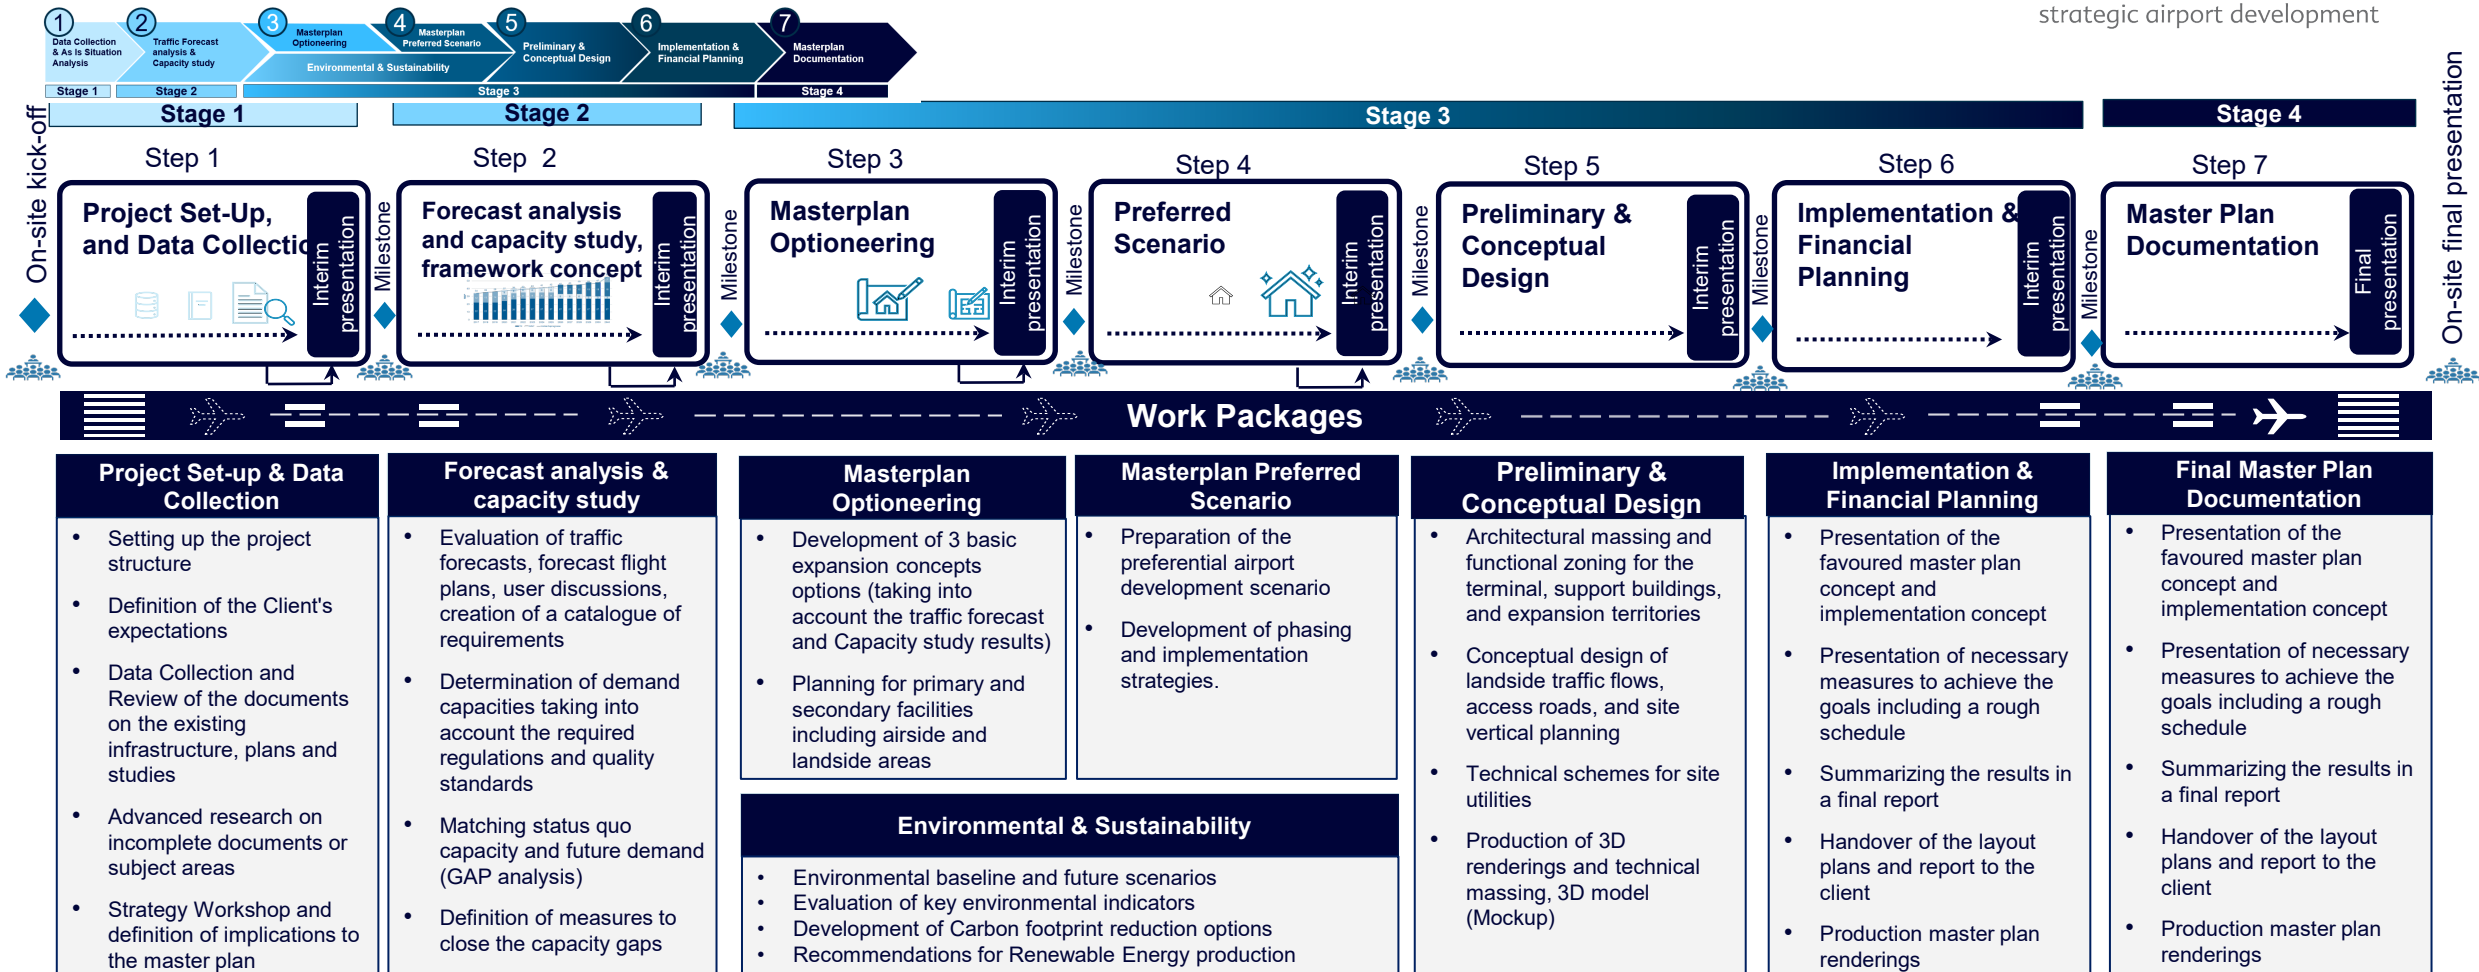 strategic airport development
1
2
3
4
5
6
7
Data Collection
& As Is Situation
Analysis
Traffic Forecast
analysis &
Capacity study
Masterplan
Optioneering
Masterplan
Preferred Scenario
Environmental & Sustainability
Preliminary &
Conceptual Design
Implementation &
Financial Planning
Masterplan
Documentation
Stage 1
Stage 2
Stage 3
Stage 4
Stage 1
Stage 2
Stage 3
Stage 4
On-site kick-off
Step 1
Project Set-Up,
and Data Collectio
Interim
presentation
Milestone
Step 2
Forecast analysis
and capacity study,
framework concept
Interim
presentation
Milestone
Step 3
Masterplan
Optioneering
Interim
presentation
Milestone
Step 4
Preferred
Scenario
Interim
presentation
Milestone
Step 5
Preliminary &
Conceptual
Design
Interim
presentation
Milestone
Step 6
Implementation &
Financial
Planning
Interim
presentation
Milestone
Step 7
Master Plan
Documentation
Final
presentation
On-site final presentation
Work Packages
Project Set-up & Data
Collection
• Setting up the project
structure
• Definition of the Client's
expectations
• Data Collection and
Review of the documents
on the existing
infrastructure, plans and
studies
• Advanced research on
incomplete documents or
subject areas
• Strategy Workshop and
definition of implications to
the master plan
Forecast analysis &
capacity study
• Evaluation of traffic
forecasts, forecast flight
plans, user discussions,
creation of a catalogue of
requirements
• Determination of demand
capacities taking into
account the required
regulations and quality
standards
• Matching status quo
capacity and future demand
(GAP analysis)
• Definition of measures to
close the capacity gaps
Masterplan
Optioneering
• Development of 3 basic
expansion concepts
options (taking into
account the traffic forecast
and Capacity study results)
• Planning for primary and
secondary facilities
including airside and
landside areas
Masterplan Preferred
Scenario
• Preparation of the
preferential airport
development scenario
• Development of phasing
and implementation
strategies.
Environmental & Sustainability
• Environmental baseline and future scenarios
• Evaluation of key environmental indicators
• Development of Carbon footprint reduction options
• Recommendations for Renewable Energy production
Preliminary &
Conceptual Design
• Architectural massing and
functional zoning for the
terminal, support buildings,
and expansion territories
• Conceptual design of
landside traffic flows,
access roads, and site
vertical planning
• Technical schemes for site
utilities
• Production of 3D
renderings and technical
massing, 3D model
(Mockup)
Implementation &
Financial Planning
• Presentation of the
favoured master plan
concept and
implementation concept
• Presentation of necessary
measures to achieve the
goals including a rough
schedule
• Summarizing the results in
a final report
• Handover of the layout
plans and report to the
client
• Production master plan
renderings
Final Master Plan
Documentation
• Presentation of the
favoured master plan
concept and
implementation concept
• Presentation of necessary
measures to achieve the
goals including a rough
schedule
• Summarizing the results in
a final report
• Handover of the layout
plans and report to the
client
• Production master plan
renderings